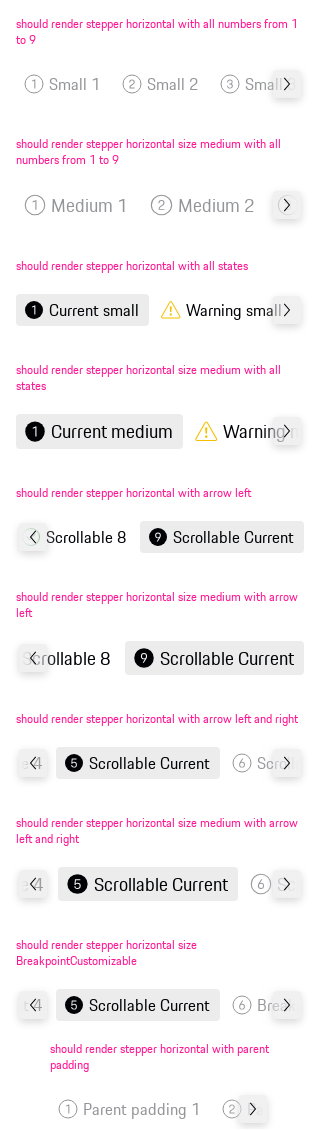 should render stepper horizontal with all numbers from 1
to 9
1 Small 1 2 Small 2 3 Small
should render stepper horizontal size medium with all
numbers from 1 to 9
1 Medium 1 2 Medium 2
should render stepper horizontal with all states
1 Current small Warning small
should render stepper horizontal size medium with all
states
1 Current medium Warning
should render stepper horizontal with arrow left
Scrollable 8 9 Scrollable Current
should render stepper horizontal size medium with arrow
left
Scrollable 8 9 Scrollable Current
should render stepper horizontal with arrow left and right
e 4 5 Scrollable Current 6 Scro
should render stepper horizontal size medium with arrow
left and right
e 4 5 Scrollable Current 6 Sc
should render stepper horizontal size
BreakpointCustomizable
t 4 5 Scrollable Current 6 Brea
should render stepper horizontal with parent
padding
1 Parent padding 1 2